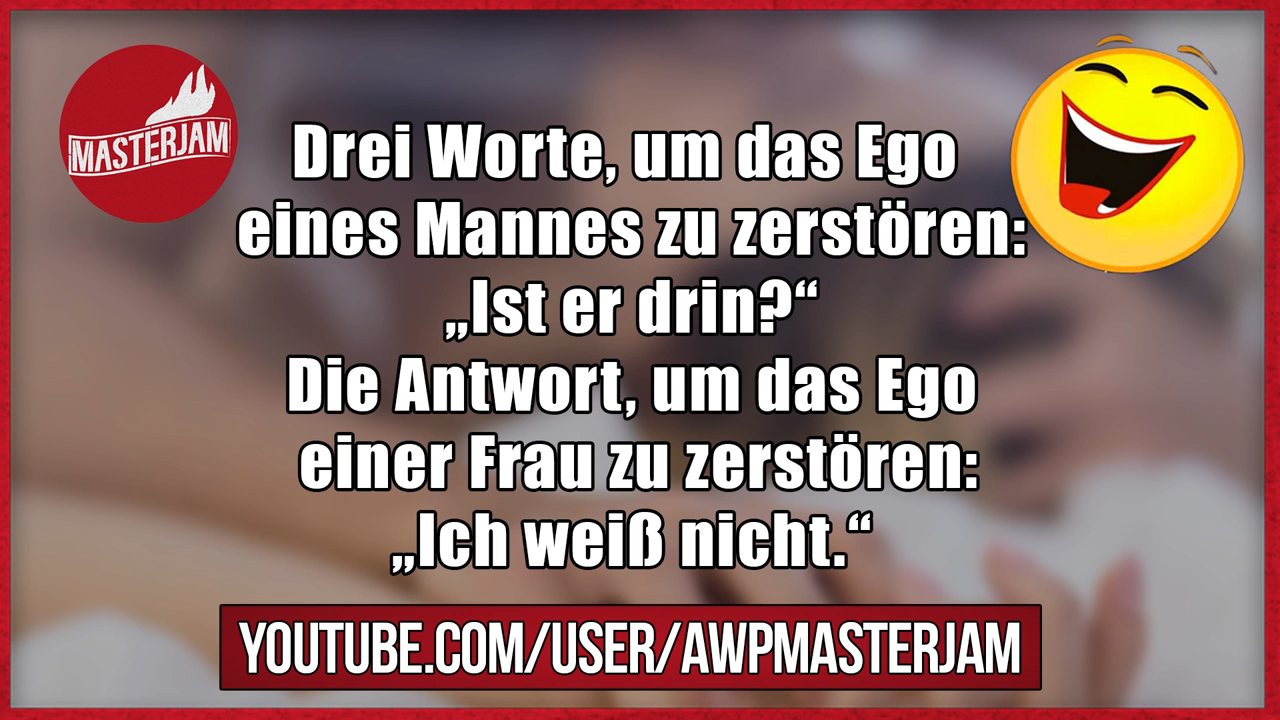 MASTERJAM
Drei Worte, um das Ego
eines Mannes zu zerstören:
„Ist er drin?“
Die Antwort, um das Ego
einer Frau zu zerstören:
„Ich weiß nicht.“
YOUTUBE.COM/USER/AWPMASTERJAM